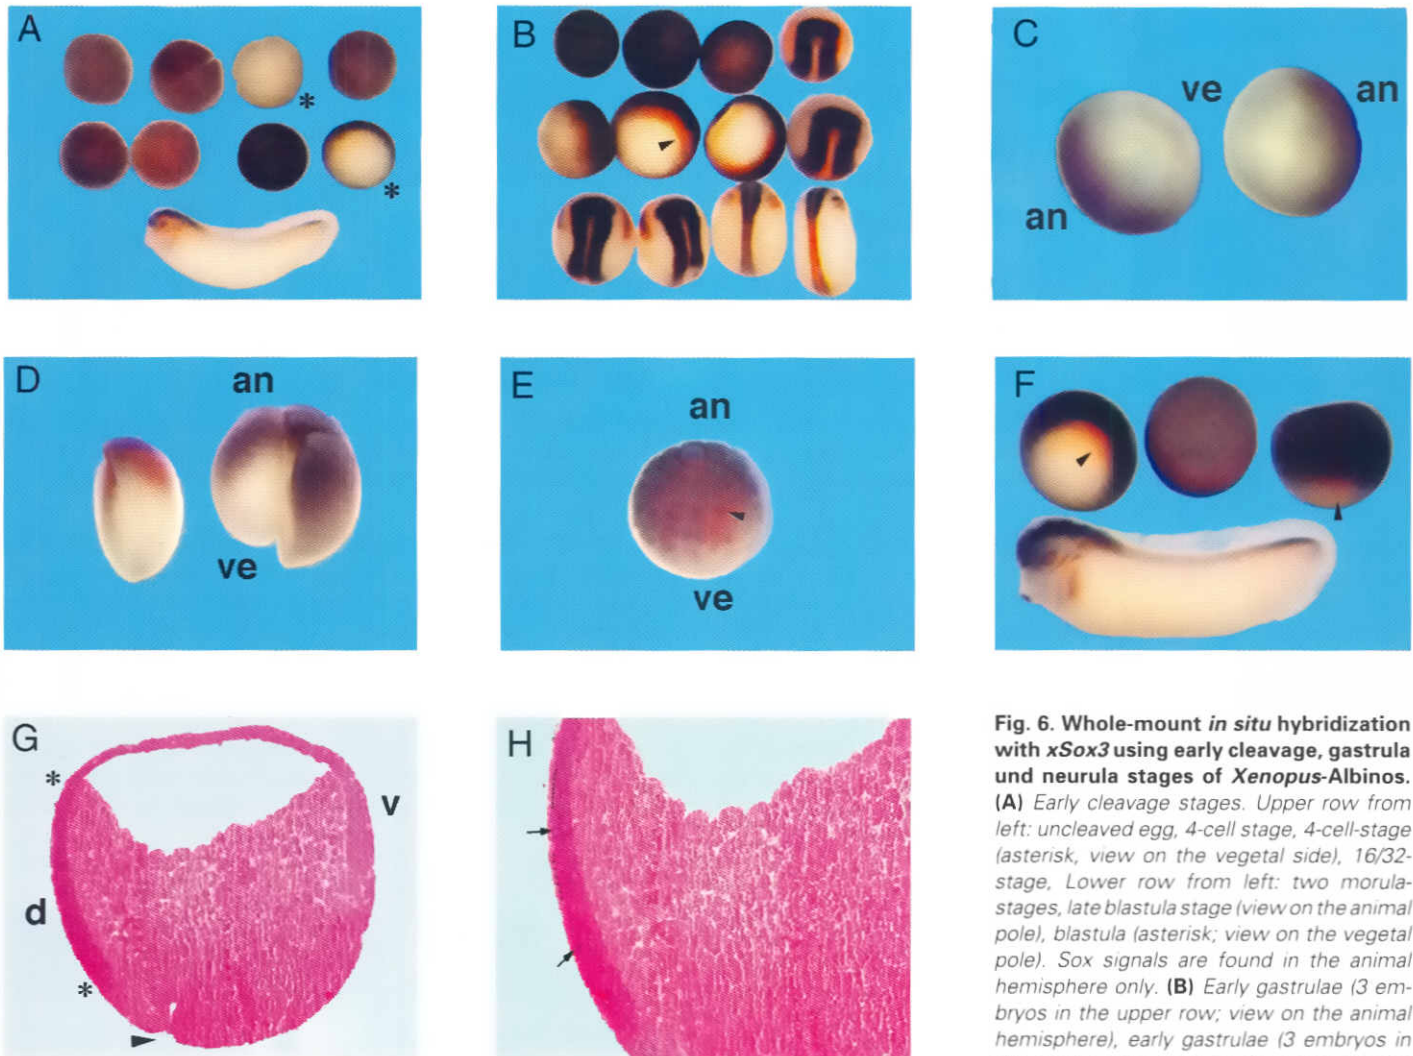 A
*
*
B
C
ve
an
an
D
an
ve
E
an
ve
F
G
*
v
d
*
H
Fig. 6. Whole-mount in situ hybridization
with xSox3 using early cleavage, gastrula
und neurula stages of Xenopus-Albinos.
(A) Early cleavage stages. Upper row from
left: uncleaved egg, 4-cell stage, 4-cell-stage
(asterisk, view on the vegetal side), 16/32-
stage, Lower row from left: two morula-
stages, late blastula stage (view on the animal
pole), blastula (asterisk; view on the vegetal
pole). Sox signals are found in the animal
hemisphere only. (B) Early gastrulae (3 em-
bryos in the upper row; view on the animal
hemisphere), early gastrulae (3 embryos in